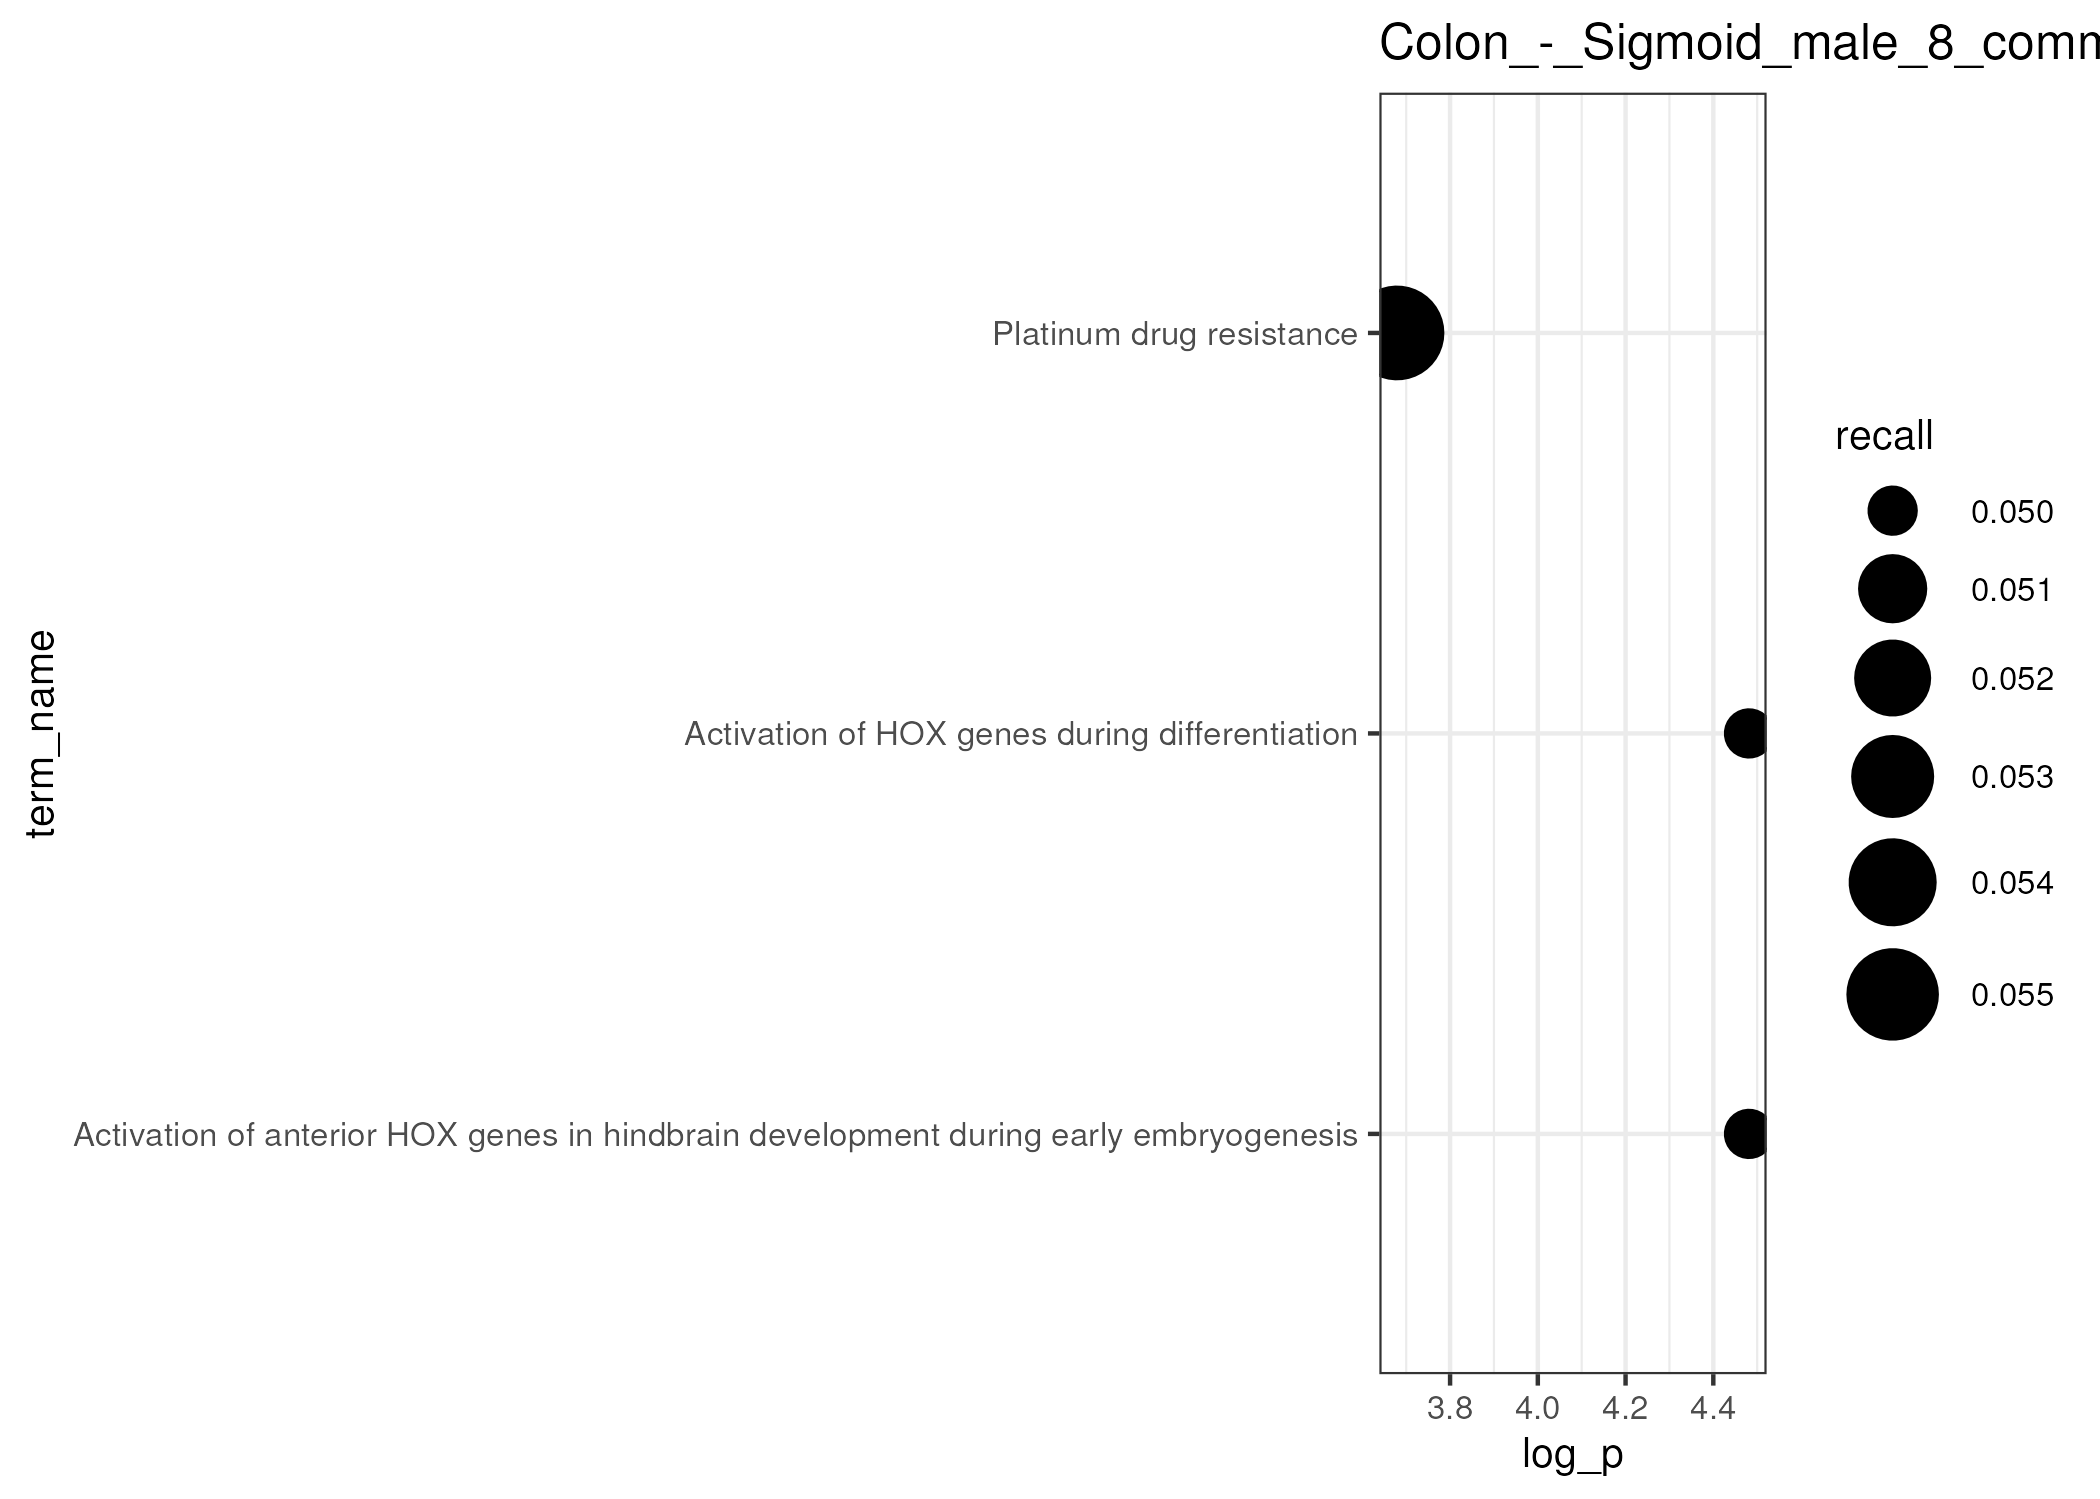 Colon_-_Sigmoid_male_8_comm
term_name
Platinum drug resistance
Activation of HOX genes during differentiation
Activation of anterior HOX genes in hindbrain development during early embryogenesis
3.8 4.0 4.2 4.4
log_p
recall
0.050
0.051
0.052
0.053
0.054
0.055